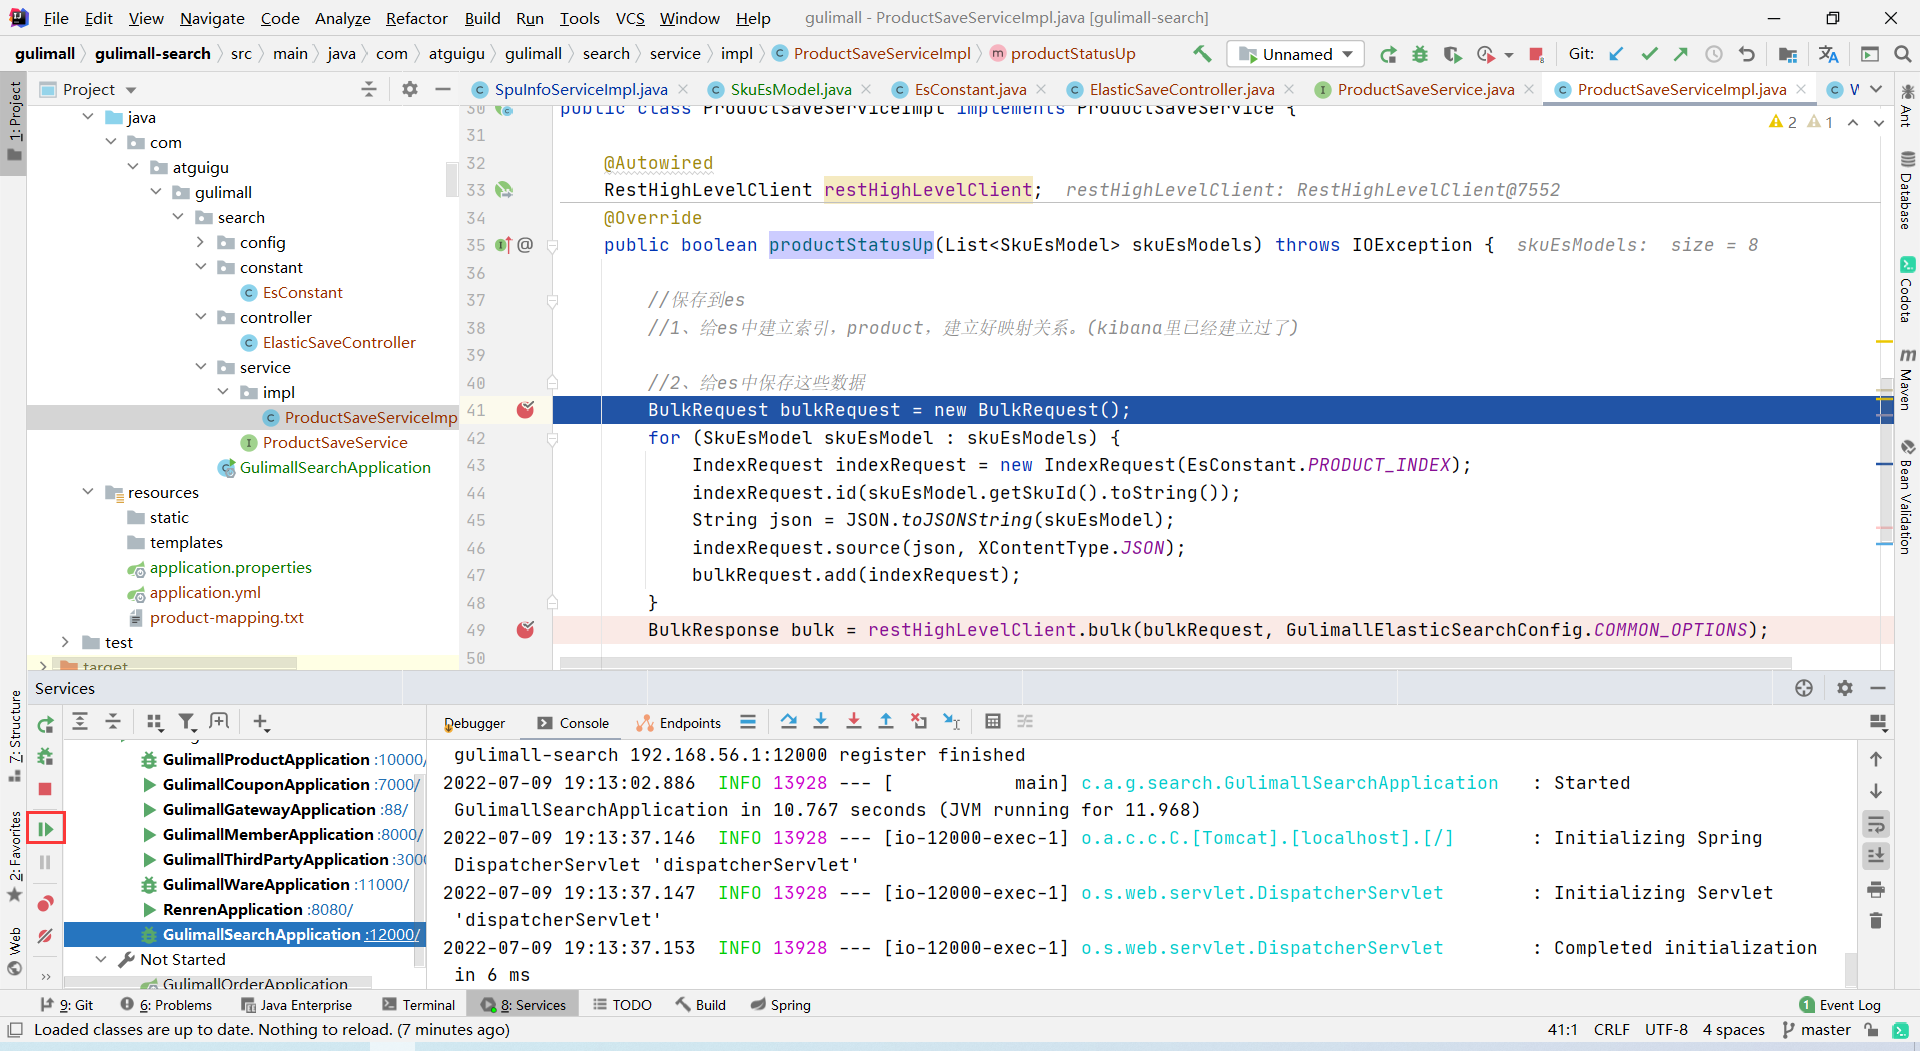 File Edit View Navigate Code Analyze Refactor Build Run Tools VCS Window Help gulimall - ProductSaveServiceImpl.java [gulimall-search]
gulimall gulimall-search src main java com atguigu gulimall search service impl ProductSaveServiceImpl productStatusUp Unnamed Git:
1: Project
Project
SpuInfoServiceImpl.java SkuEsModel.java EsConstant.java ElasticSaveController.java ProductSaveService.java ProductSaveServiceImpl.java
java
com
atguigu
gulimall
search
config
constant
EsConstant
controller
ElasticSaveController
service
impl
ProductSaveServiceImp
ProductSaveService
GulimallSearchApplication
resources
static
templates
application.properties
application.yml
product-mapping.txt
test
target
2 1
30 public class ProductSaveServiceImpl implements ProductSaveService {
31
32 @Autowired
33 RestHighLevelClient restHighLevelClient; restHighLevelClient: RestHighLevelClient@7552
34 @Override
35 public boolean productStatusUp(List<SkuEsModel> skuEsModels) throws IOException { skuEsModels: size = 8
36
37 //保存到es
38 //1、给es中建立索引，product，建立好映射关系。(kibana里已经建立过了)
39
40 //2、给es中保存这些数据
41 BulkRequest bulkRequest = new BulkRequest();
42 for (SkuEsModel skuEsModel : skuEsModels) {
43 IndexRequest indexRequest = new IndexRequest(EsConstant.PRODUCT_INDEX);
44 indexRequest.id(skuEsModel.getSkuId().toString());
45 String json = JSON.toJSONString(skuEsModel);
46 indexRequest.source(json, XContentType.JSON);
47 bulkRequest.add(indexRequest);
48 }
49 BulkResponse bulk = restHighLevelClient.bulk(bulkRequest, GulimallElasticSearchConfig.COMMON_OPTIONS);
50
Ant
Database
Codota
Maven
Bean Validation
7: Structure
2: Favorites
Web
Services
Debugger Console Endpoints
GulimallProductApplication :10000/
GulimallCouponApplication :7000/
GulimallGatewayApplication :88/
GulimallMemberApplication :8000/
GulimallThirdPartyApplication :3000
GulimallWareApplication :11000/
RenrenApplication :8080/
GulimallSearchApplication :12000/
Not Started
GulimallOrderApplication
gulimall-search 192.168.56.1:12000 register finished
2022-07-09 19:13:02.886 INFO 13928 --- [ main] c.a.g.search.GulimallSearchApplication : Started
GulimallSearchApplication in 10.767 seconds (JVM running for 11.968)
2022-07-09 19:13:37.146 INFO 13928 --- [io-12000-exec-1] o.a.c.c.C.[Tomcat].[localhost].[/] : Initializing Spring
DispatcherServlet 'dispatcherServlet'
2022-07-09 19:13:37.147 INFO 13928 --- [io-12000-exec-1] o.s.web.servlet.DispatcherServlet : Initializing Servlet
'dispatcherServlet'
2022-07-09 19:13:37.153 INFO 13928 --- [io-12000-exec-1] o.s.web.servlet.DispatcherServlet : Completed initialization
in 6 ms
9: Git 6: Problems Java Enterprise Terminal 8: Services TODO Build Spring 1 Event Log
Loaded classes are up to date. Nothing to reload. (7 minutes ago) 41:1 CRLF UTF-8 4 spaces master